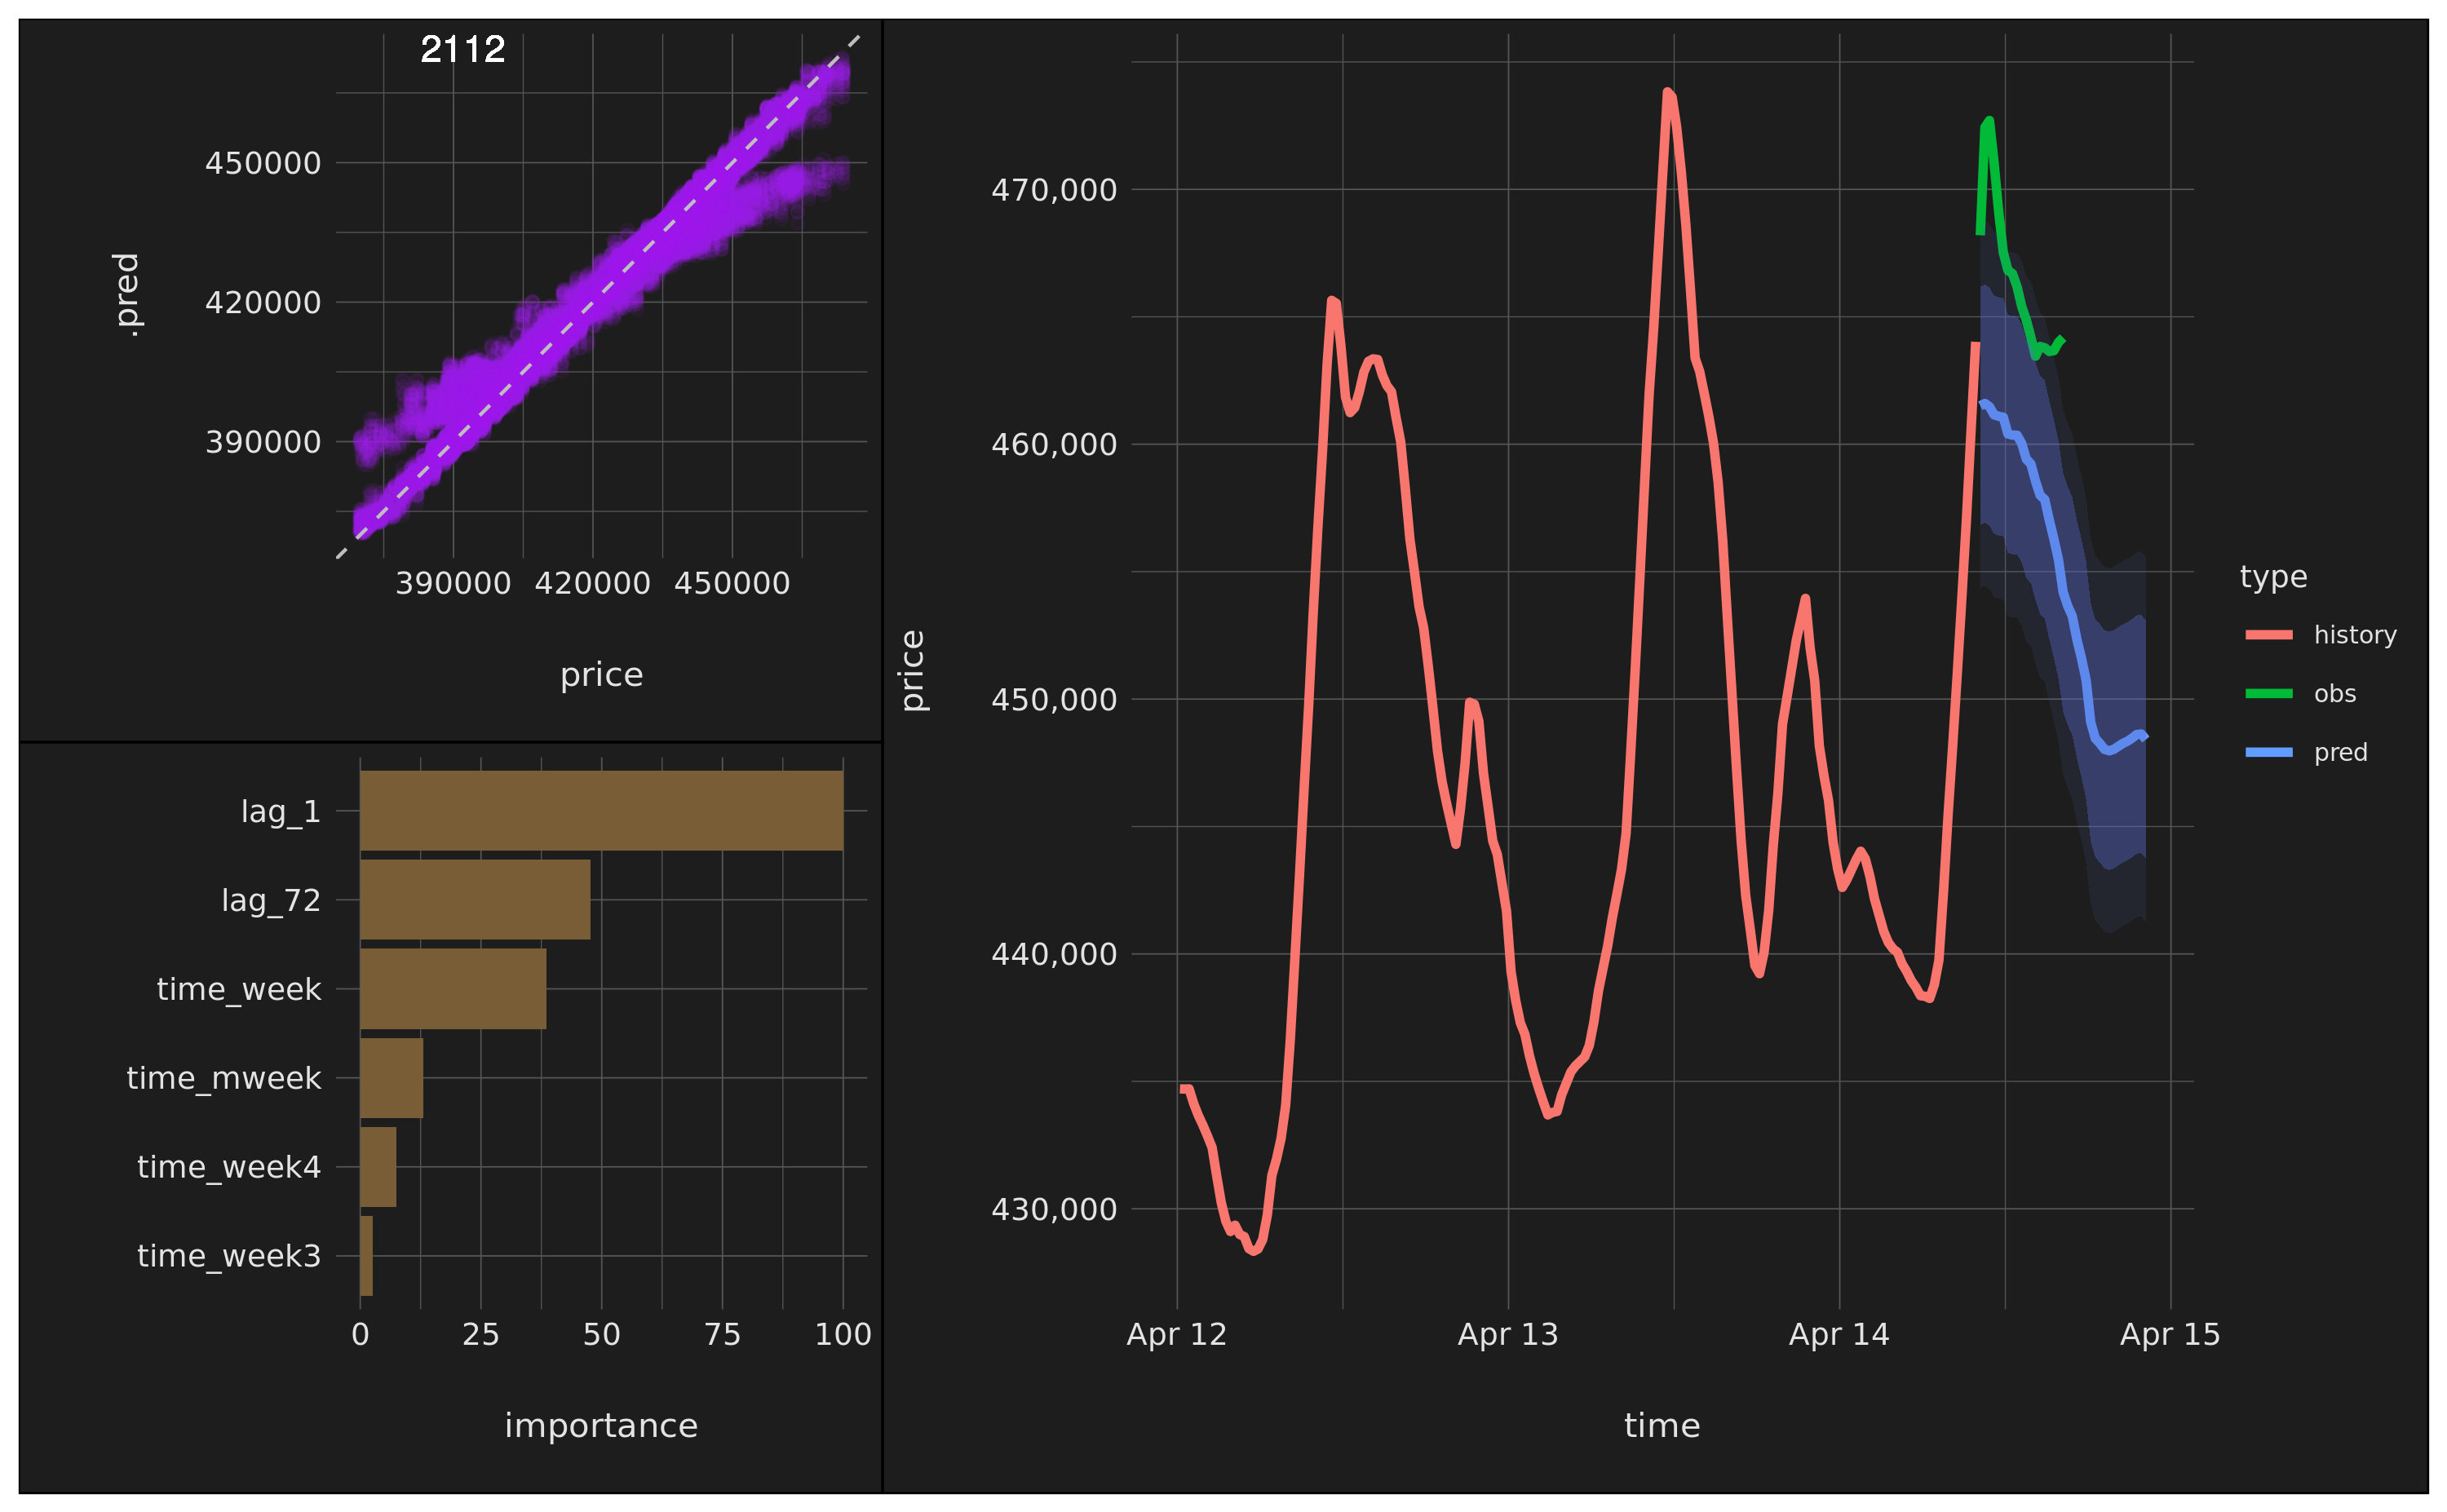 2112
.pred
450000
420000
390000
390000 420000 450000
price
lag_1
lag_72
time_week
time_mweek
time_week4
time_week3
0 25 50 75 100
importance
price
470,000
460,000
450,000
440,000
430,000
Apr 12 Apr 13 Apr 14 Apr 15
time
type
history
obs
pred